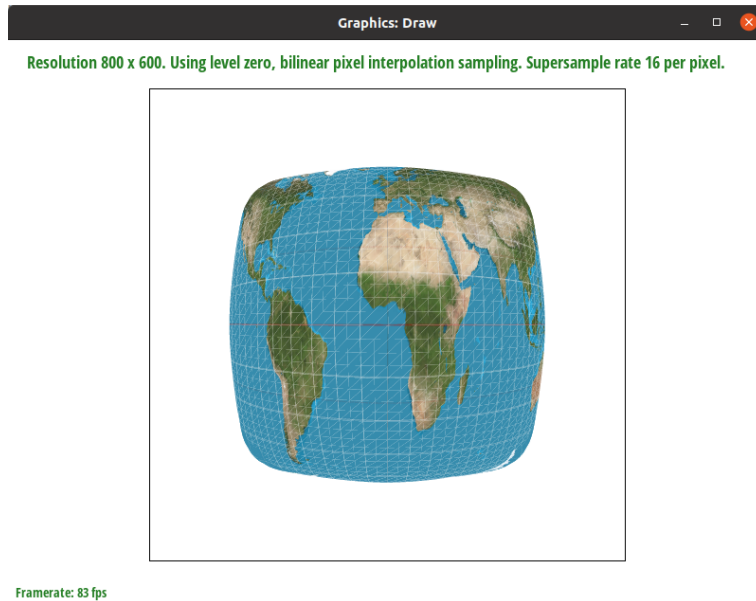 Graphics: Draw
Resolution 800 x 600. Using level zero, bilinear pixel interpolation sampling. Supersample rate 16 per pixel.
Framerate: 83 fps